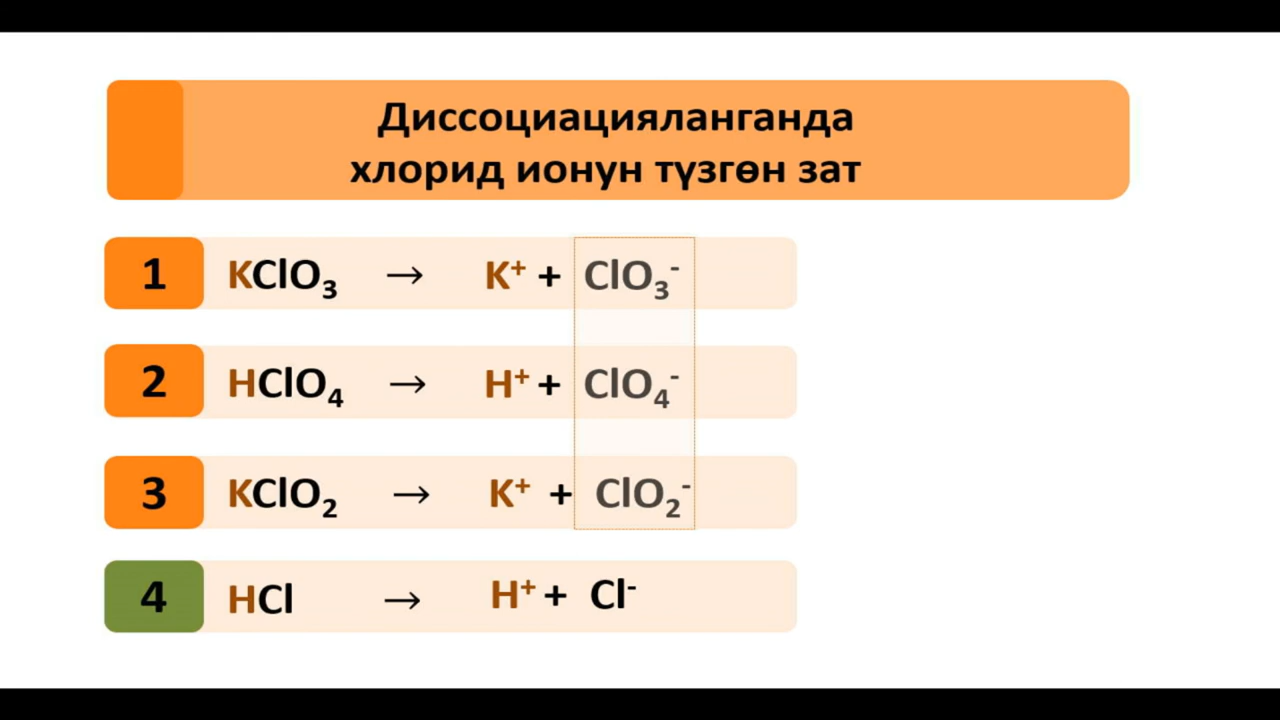 Диссоциацияланганда
хлорид ионун түзгөн зат
1 KClO₃ → K⁺ + ClO₃⁻
2 HClO₄ → H⁺ + ClO₄⁻
3 KClO₂ → K⁺ + ClO₂⁻
4 HCl → H⁺ + Cl⁻